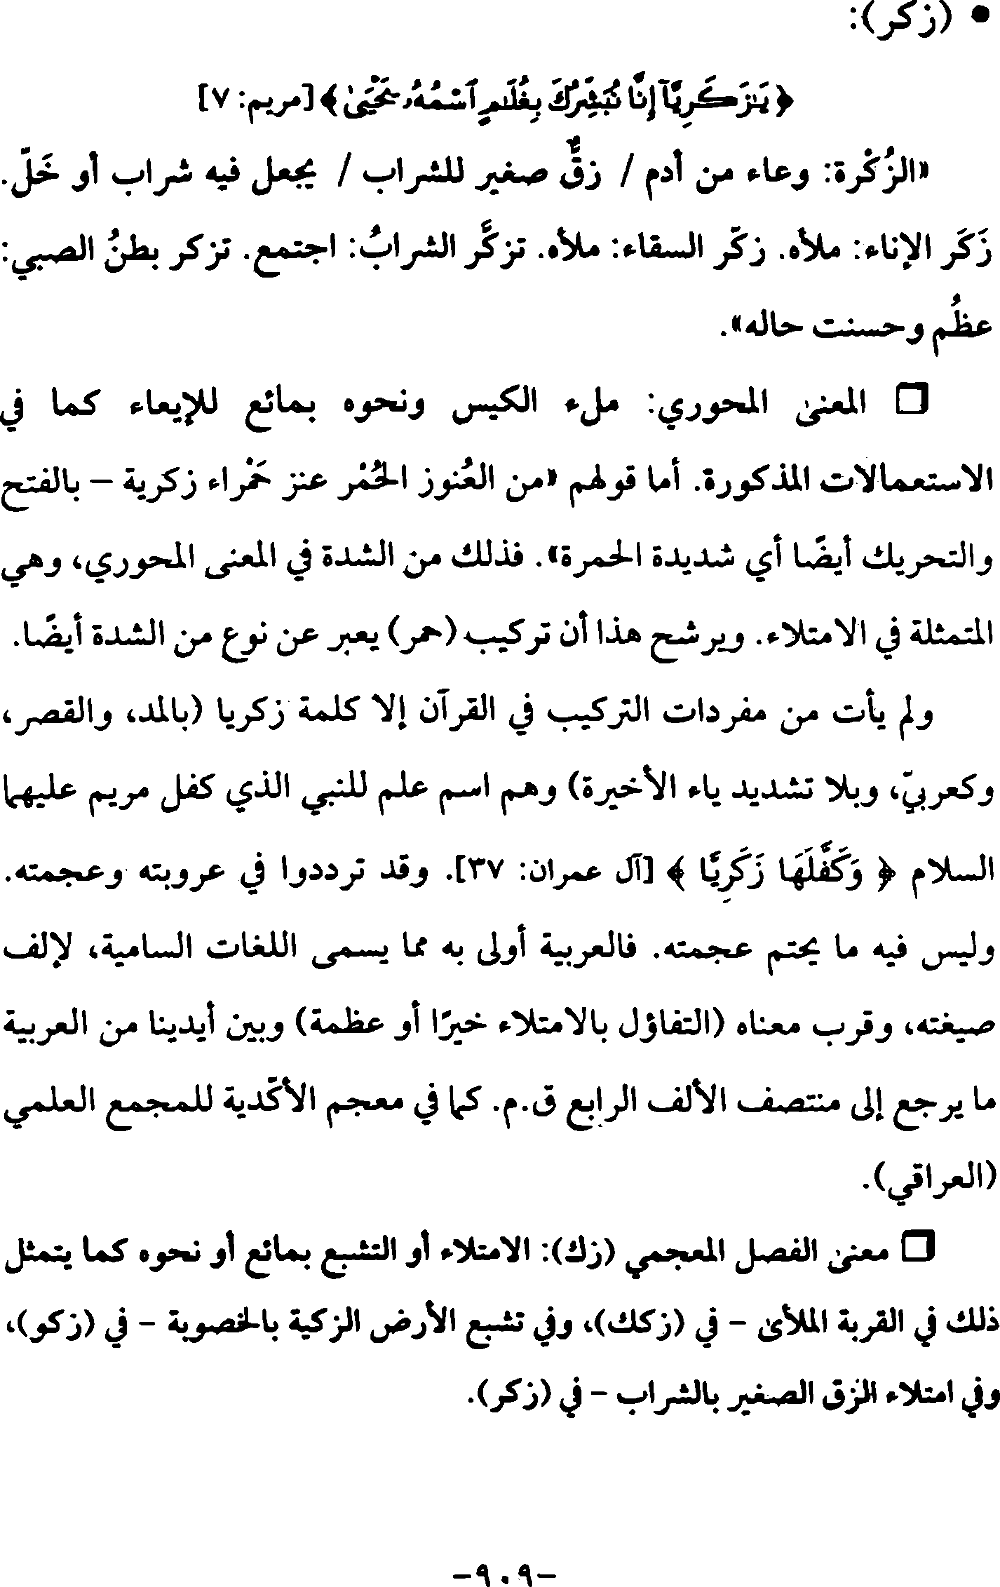 • (زكر):
﴿يَٰزَكَرِيَّآ إِنَّا نُبَشِّرُكَ بِغُلَٰمٍ ٱسْمُهُۥ يَحْيَىٰ﴾ [مريم: ٧]
«الزُكْرة: وعاء من أدم / زقٌّ صغير للشراب / يجعل فيه شراب أو خَلّ.
زَكَر الإناء: ملأه. زكّر السقاء: ملأه. تزكَّر الشرابُ: اجتمع. تزكر بطنُ الصبي:
عظُم وحسنت حاله».
❒ المعنىٰ المحوري: ملء الكيس ونحوه بمائع للإيعاء كما في
الاستعمالات المذكورة. أما قولهم «من العُنوز الحُمْر عنز حَمْراء زكرية – بالفتح
والتحريك أيضًا أي شديدة الحمرة». فذلك من الشدة في المعنى المحوري، وهي
المتمثلة في الامتلاء. ويرشح هذا أن تركيب (حمر) يعبر عن نوع من الشدة أيضًا.
ولم يأت من مفردات التركيب في القرآن إلا كلمة زكريا (بالمد، والقصر،
وكعربيّ، وبلا تشديد ياء الأخيرة) وهم اسم علم للنبي الذي كفل مريم عليهما
السلام ﴿ وَكَفَّلَهَا زَكَرِيَّا ﴾ [آل عمران: ٣٧]. وقد ترددوا في عروبته وعجمته.
وليس فيه ما يحتم عجمته. فالعربية أولى به مما يسمى اللغات السامية، لإلف
صيغته، وقرب معناه (التفاؤل بالامتلاء خيرًا أو عظمة) وبين أيدينا من العربية
ما يرجع إلى منتصف الألف الرابع ق.م. كما في معجم الأكّدية للمجمع العلمي
(العراقي).
❒ معنىٰ الفصل المعجمي (زك): الامتلاء أو التشبع بمائع أو نحوه كما يتمثل
ذلك في القربة الملأىٰ – في (زكك)، وفي تشبع الأرض الزكية بالخصوبة – في (زكو)،
وفي امتلاء الزق الصغير بالشراب – في (زكر).
-٩٠٩-